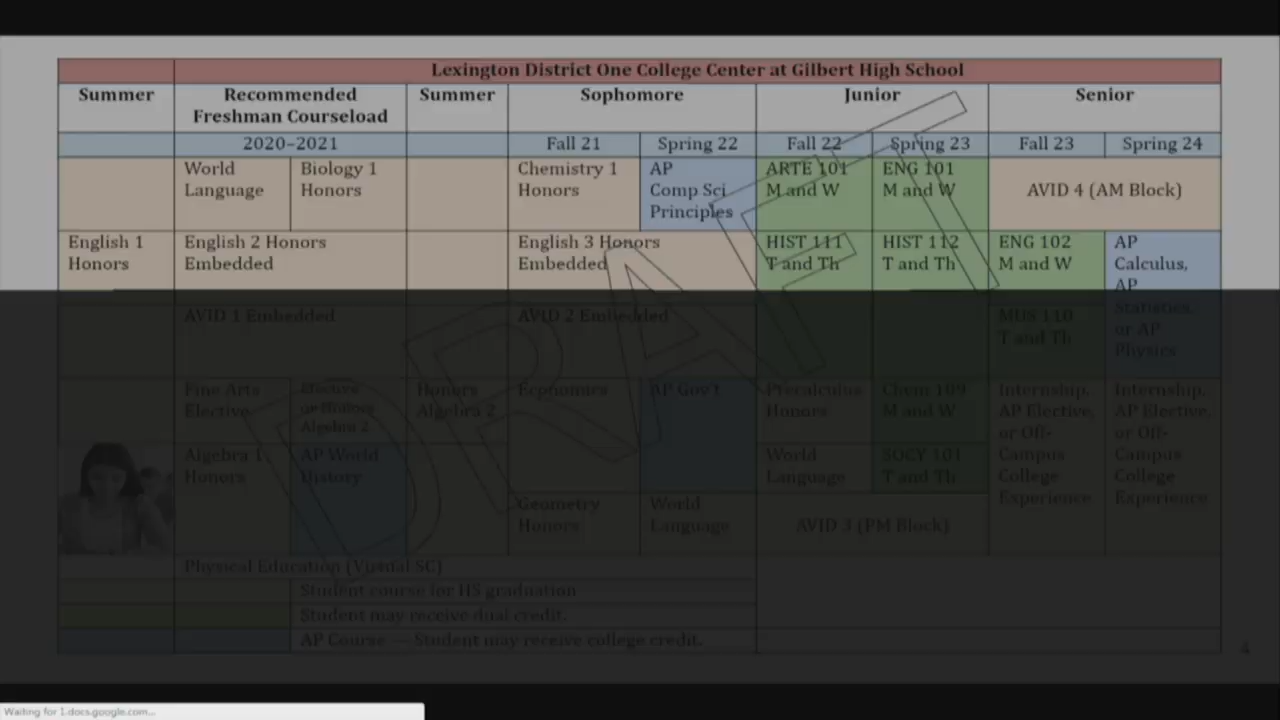 Lexington District One College Center at Gilbert High School
Summer Recommended Summer Sophomore Junior Senior
Freshman Courseload
2020–2021 Fall 21 Spring 22 Fall 22 Spring 23 Fall 23 Spring 24
World Language
Biology 1 Honors
Chemistry 1 Honors
AP Comp Sci Principles
ARTE 101 M and W
ENG 101 M and W
AVID 4 (AM Block)
English 1 Honors
English 2 Honors Embedded
English 3 Honors Embedded
HIST 111 T and Th
HIST 112 T and Th
ENG 102 M and W
AP Calculus, AP Statistics, or AP Physics
AVID 1 Embedded
AVID 2 Embedded
MUS 110 T and Th
Fine Arts Elective
Elective or Honors Algebra 2
Honors Algebra 2
Economics
AP Gov't
Precalculus Honors
Chem 109 M and W
Internship, AP Elective, or Off-Campus College Experience
Internship, AP Elective, or Off-Campus College Experience
Algebra 1 Honors
AP World History
World Language
SOCY 101 T and Th
Geometry Honors
World Language
AVID 3 (PM Block)
Physical Education (Virtual SC)
Student course for HS graduation
Student may receive dual credit.
AP Course — Student may receive college credit.
DRAFT
4
Waiting for 1.docs.google.com...